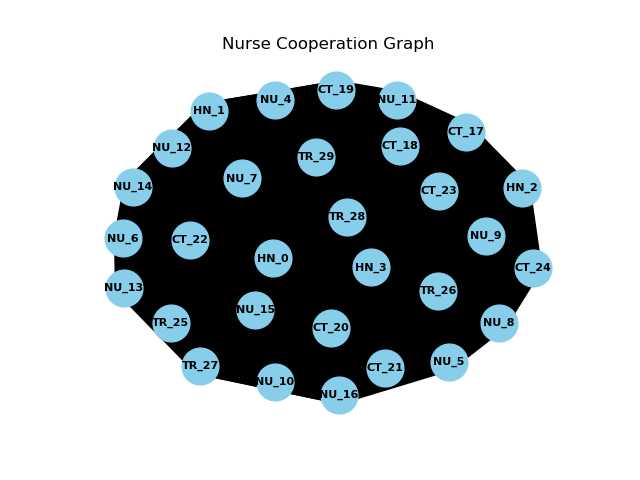 Nurse Cooperation Graph
CT_19
NU_4
NU_11
HN_1
CT_17
CT_18
NU_12
TR_29
NU_7
NU_14
HN_2
CT_23
TR_28
NU_9
NU_6
CT_22
HN_0
HN_3
CT_24
NU_13
TR_26
NU_15
TR_25
NU_8
CT_20
NU_5
TR_27
CT_21
NU_10
NU_16